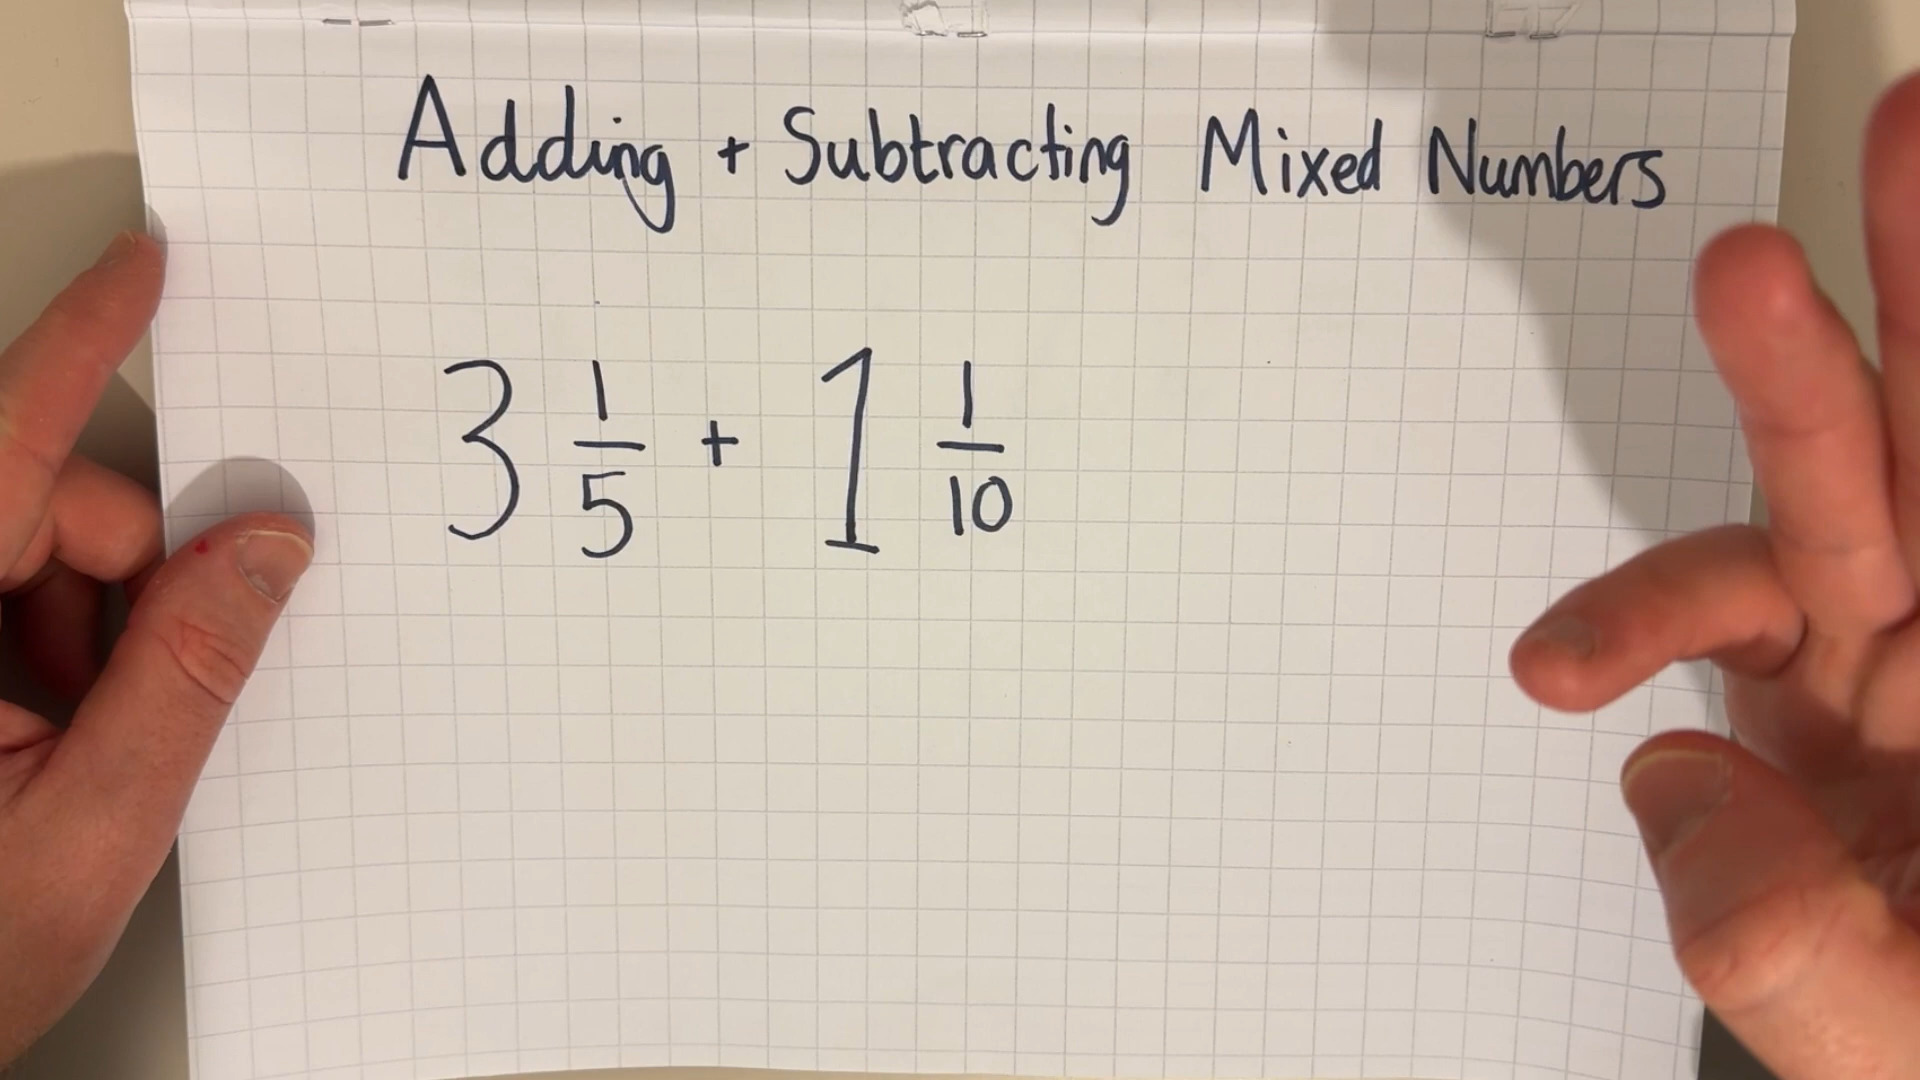 Adding + Subtracting Mixed Numbers
3 1/5 + 1 1/10